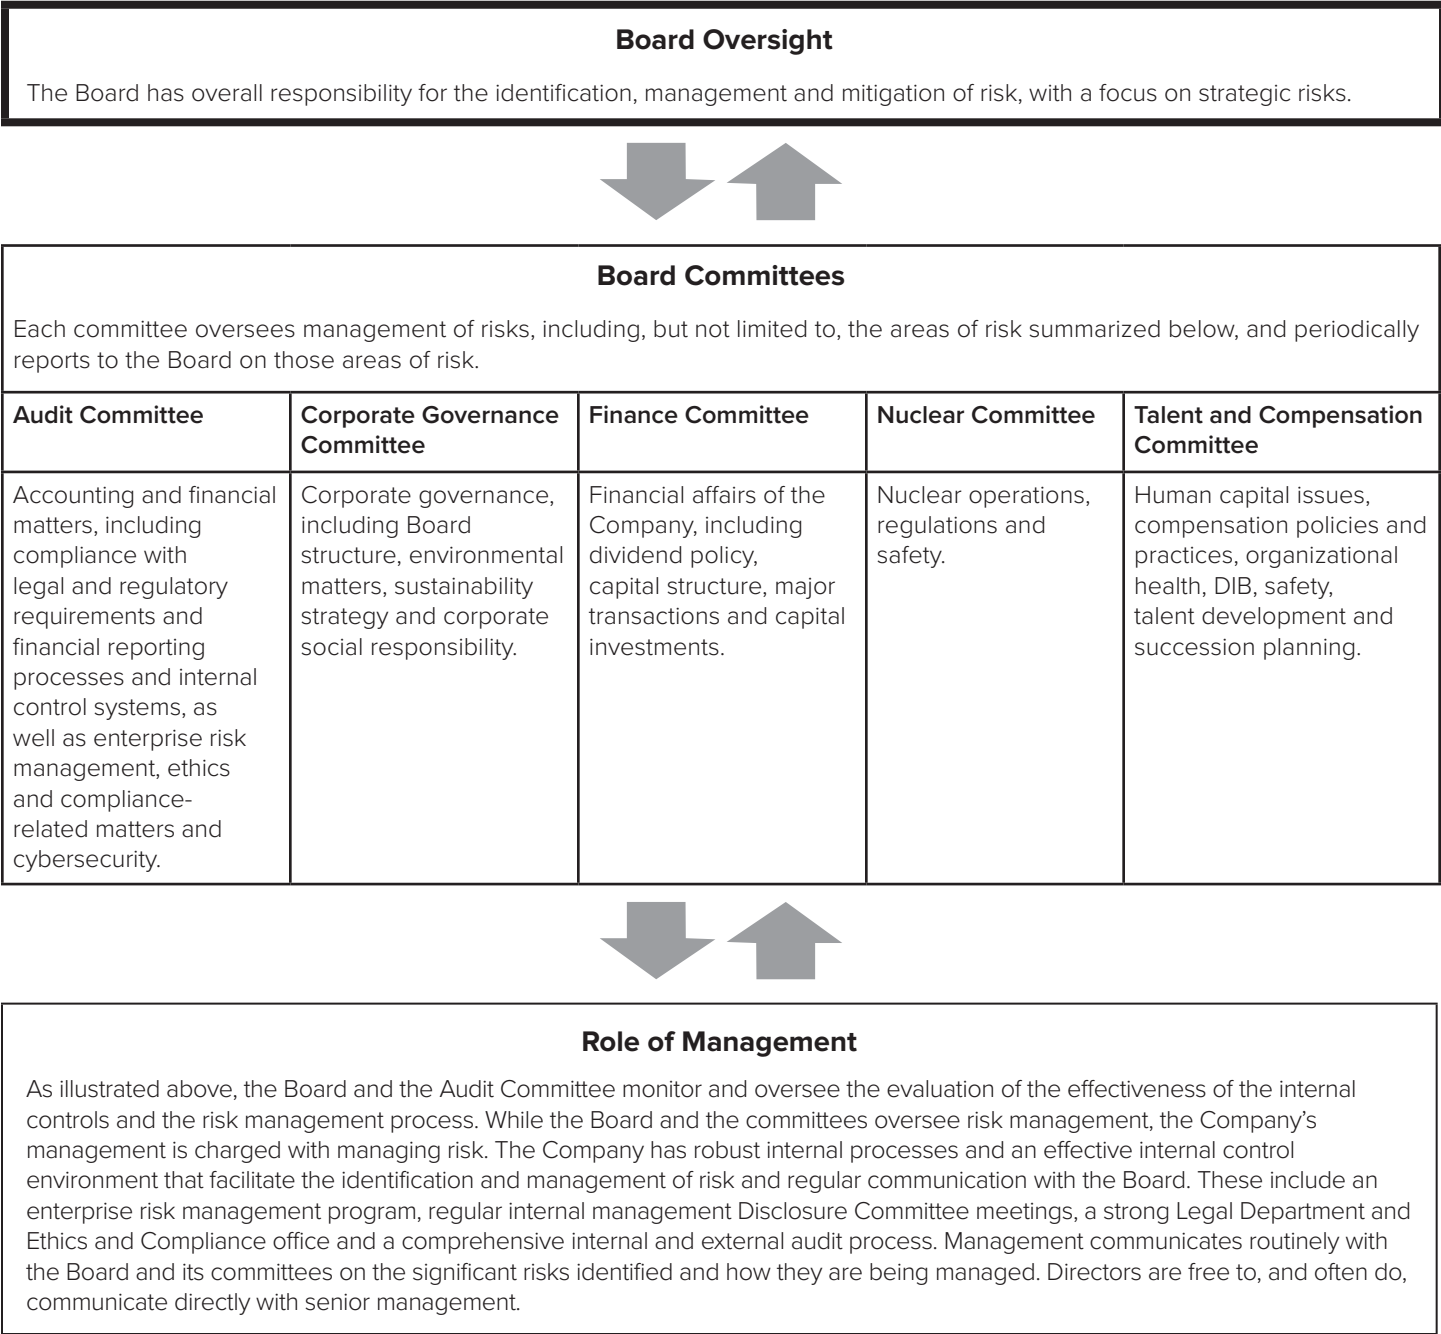 Board Oversight
The Board has overall responsibility for the identification, management and mitigation of risk, with a focus on strategic risks.
Board Committees
Each committee oversees management of risks, including, but not limited to, the areas of risk summarized below, and periodically
reports to the Board on those areas of risk.
Audit Committee
Corporate Governance
Committee
Finance Committee
Nuclear Committee
Talent and Compensation
Committee
Accounting and financial
matters, including
compliance with
legal and regulatory
requirements and
financial reporting
processes and internal
control systems, as
well as enterprise risk
management, ethics
and compliance-
related matters and
cybersecurity.
Corporate governance,
including Board
structure, environmental
matters, sustainability
strategy and corporate
social responsibility.
Financial affairs of the
Company, including
dividend policy,
capital structure, major
transactions and capital
investments.
Nuclear operations,
regulations and
safety.
Human capital issues,
compensation policies and
practices, organizational
health, DIB, safety,
talent development and
succession planning.
Role of Management
As illustrated above, the Board and the Audit Committee monitor and oversee the evaluation of the effectiveness of the internal
controls and the risk management process. While the Board and the committees oversee risk management, the Company’s
management is charged with managing risk. The Company has robust internal processes and an effective internal control
environment that facilitate the identification and management of risk and regular communication with the Board. These include an
enterprise risk management program, regular internal management Disclosure Committee meetings, a strong Legal Department and
Ethics and Compliance office and a comprehensive internal and external audit process. Management communicates routinely with
the Board and its committees on the significant risks identified and how they are being managed. Directors are free to, and often do,
communicate directly with senior management.